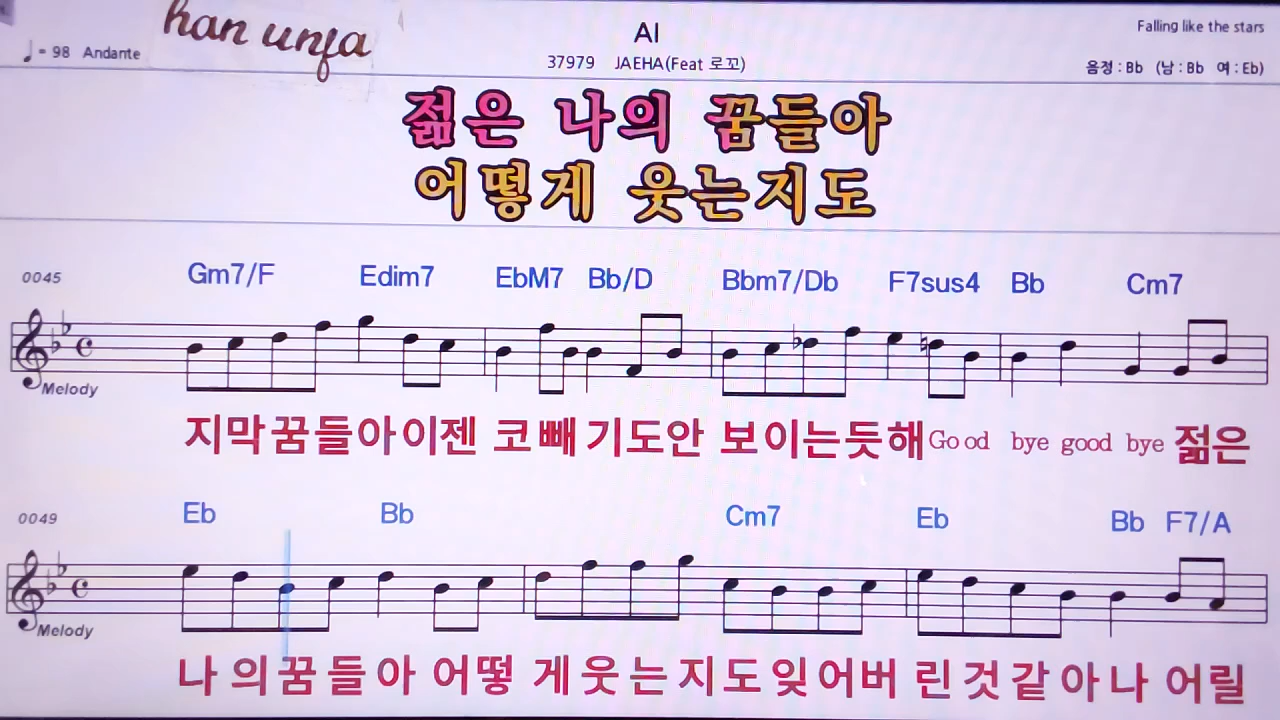 han unja
AI
Falling like the stars
♩= 98 Andante
37979 JAEHA(Feat 로꼬)
음정 : Bb (남 : Bb 여 : Eb)
젊은 나의 꿈들아
어떻게 웃는지도
0045 Gm7/F Edim7 EbM7 Bb/D Bbm7/Db F7sus4 Bb Cm7
Melody
지막꿈들아이젠 코빼기도안 보이는듯해Good bye good bye 젊은
0049 Eb Bb Cm7 Eb Bb F7/A
Melody
나의꿈들아 어떻 게웃는지도잊어버 린것같아나 어릴